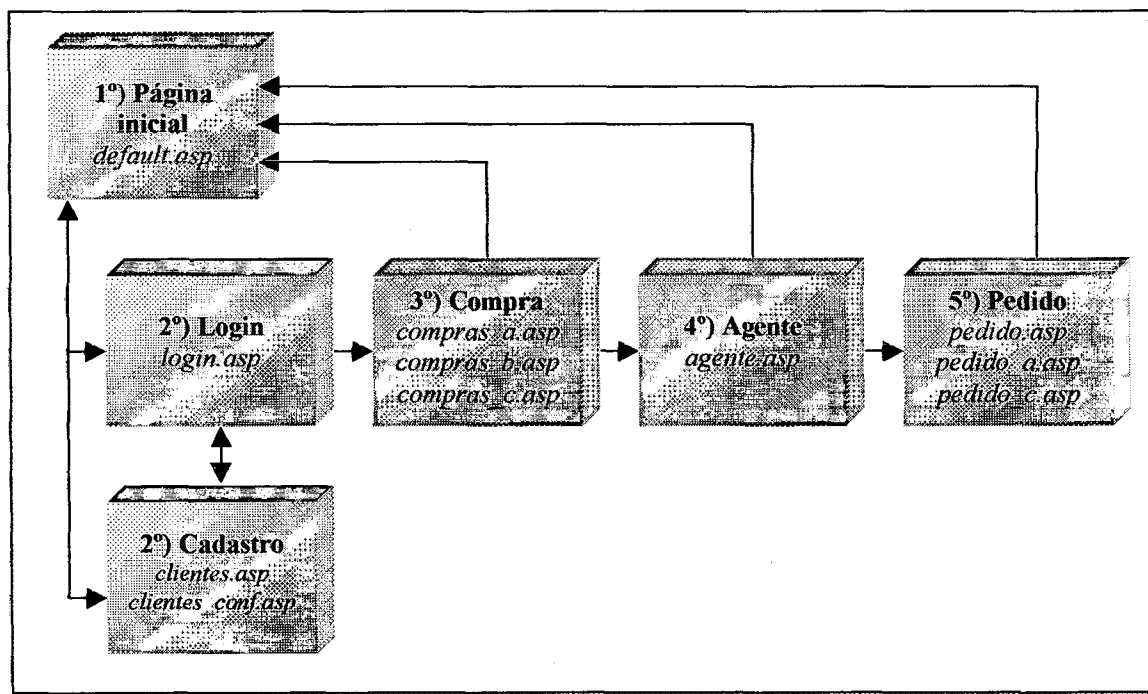 1º) Página
inicial
default.asp
2º) Login
login.asp
3º) Compra
compras_a.asp
compras_b.asp
compras_c.asp
4º) Agente
agente.asp
5º) Pedido
pedido.asp
pedido_a.asp
pedido_c.asp
2º) Cadastro
clientes.asp
clientes_conf.asp